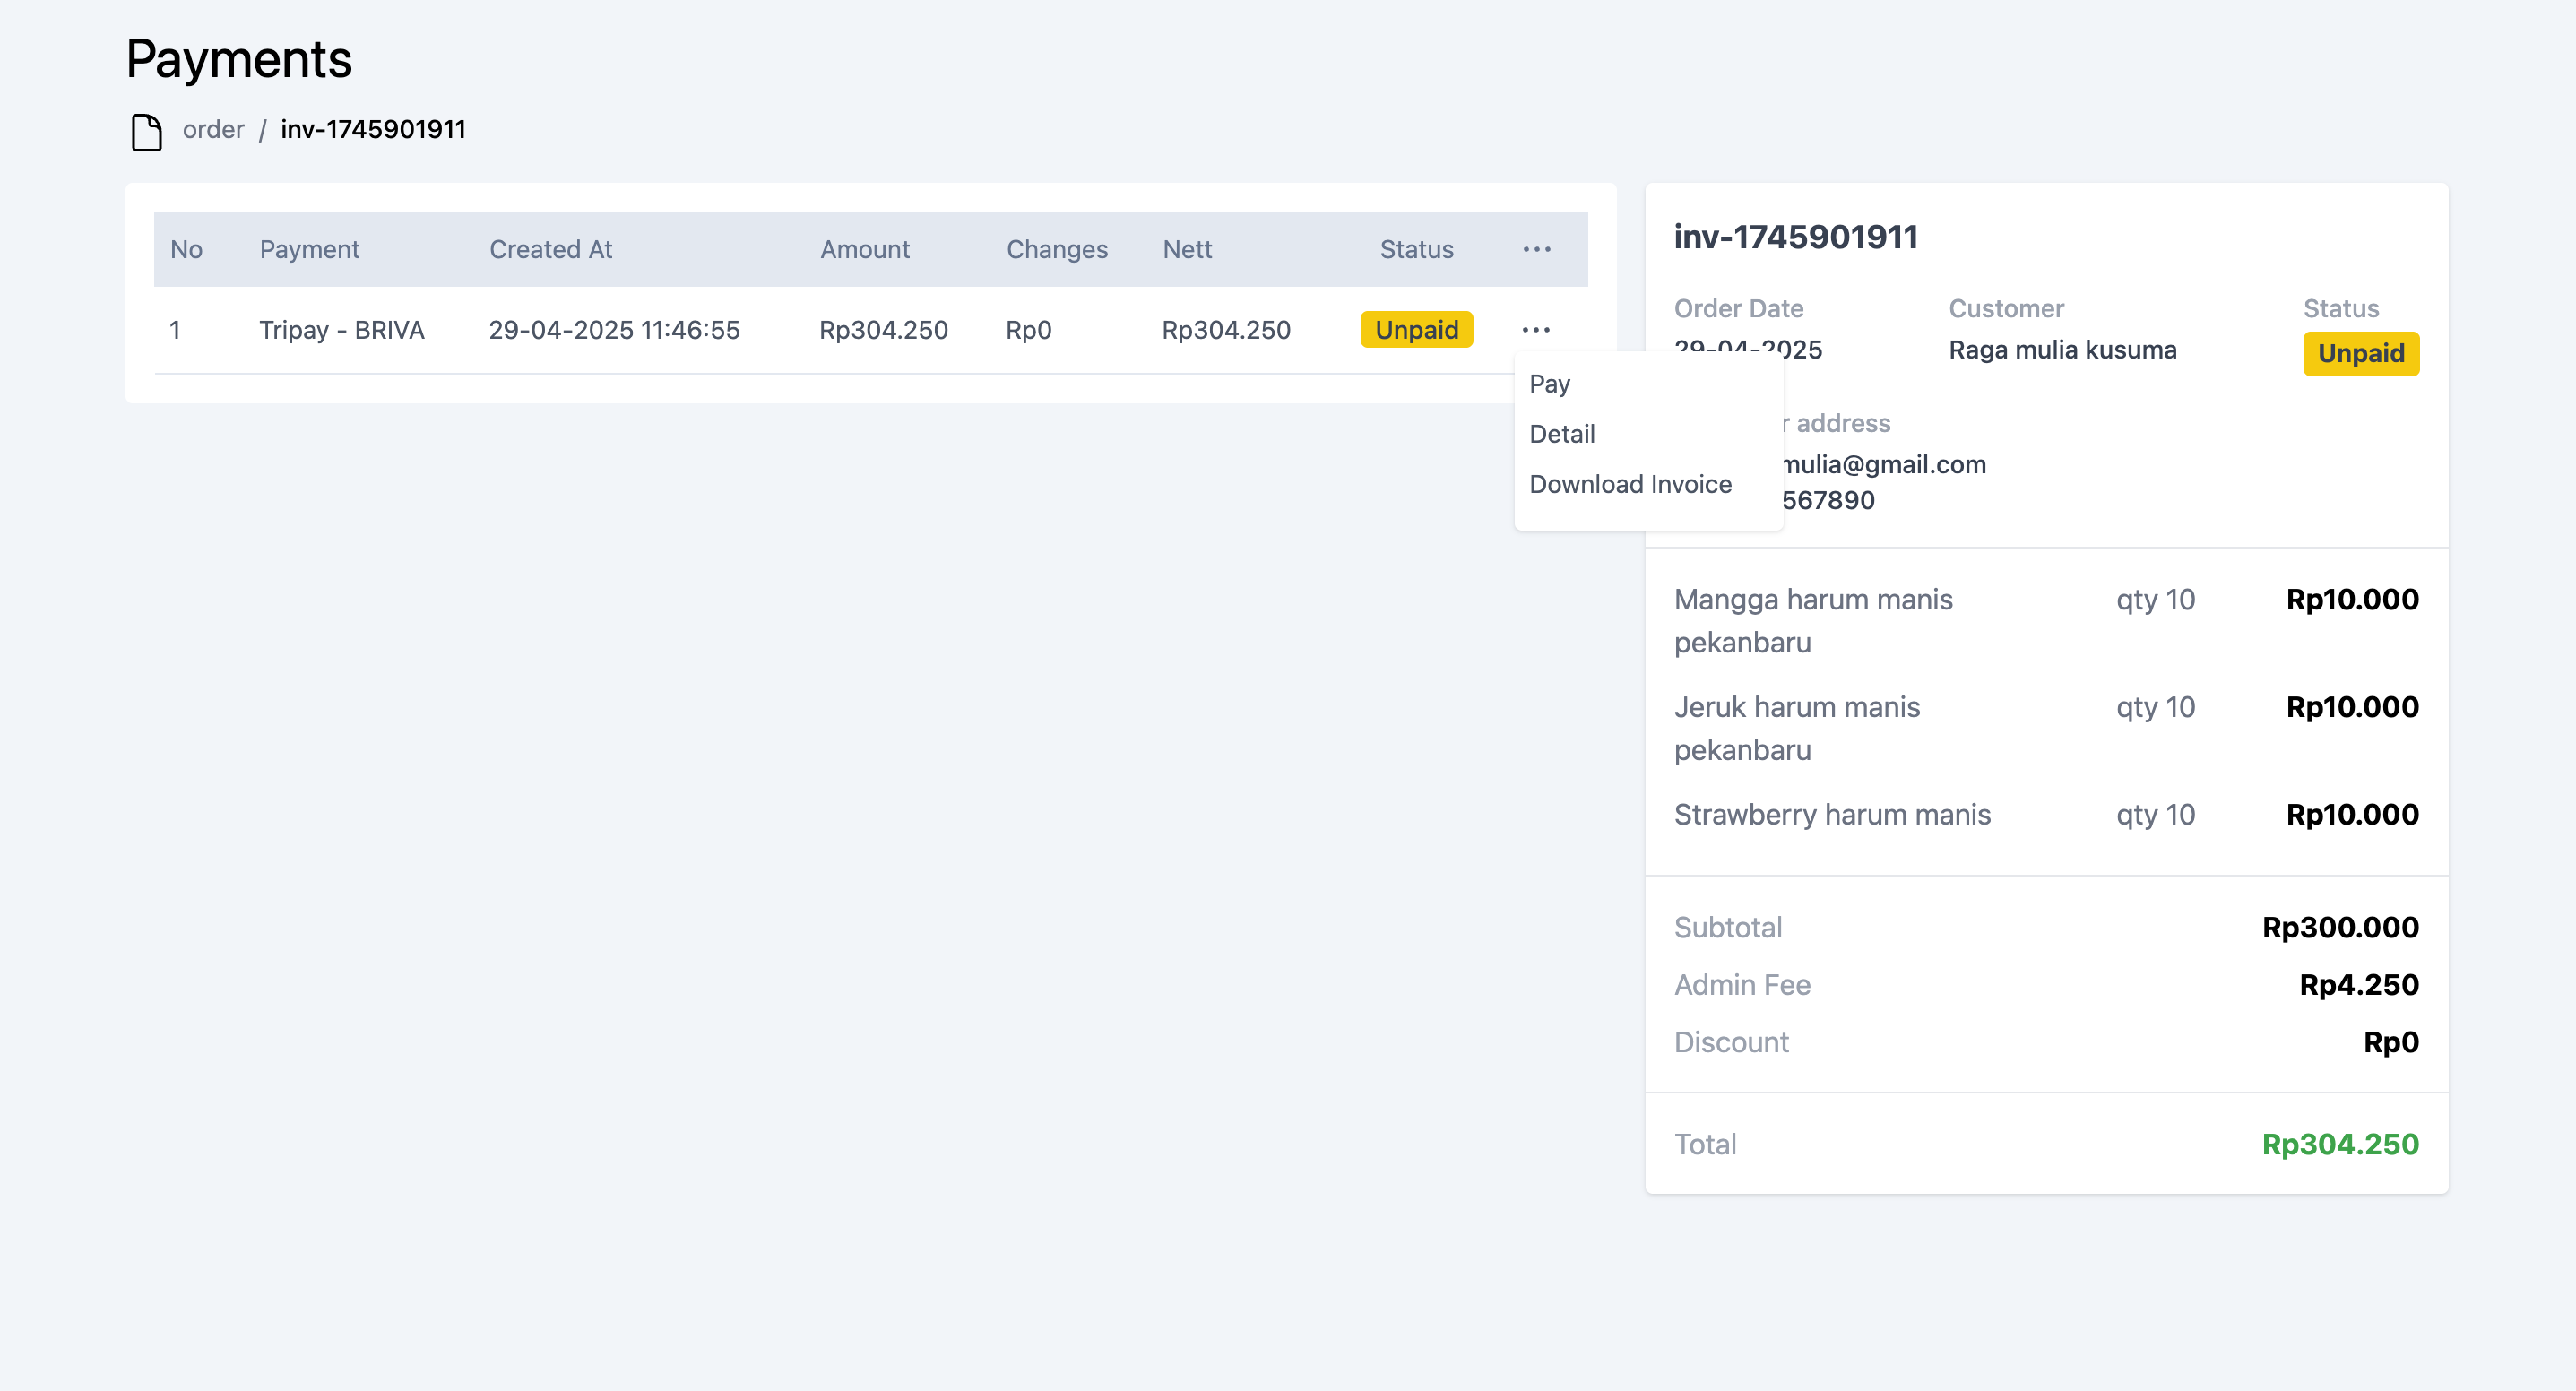 Payments
order / inv-1745901911
No Payment Created At Amount Changes Nett Status ...
1 Tripay - BRIVA 29-04-2025 11:46:55 Rp304.250 Rp0 Rp304.250 Unpaid ...
Pay
Detail
Download Invoice
inv-1745901911
Order Date Customer Status
29-04-2025 Raga mulia kusuma Unpaid
address
mulia@gmail.com
567890
Mangga harum manis qty 10 Rp10.000
pekanbaru
Jeruk harum manis qty 10 Rp10.000
pekanbaru
Strawberry harum manis qty 10 Rp10.000
Subtotal Rp300.000
Admin Fee Rp4.250
Discount Rp0
Total Rp304.250